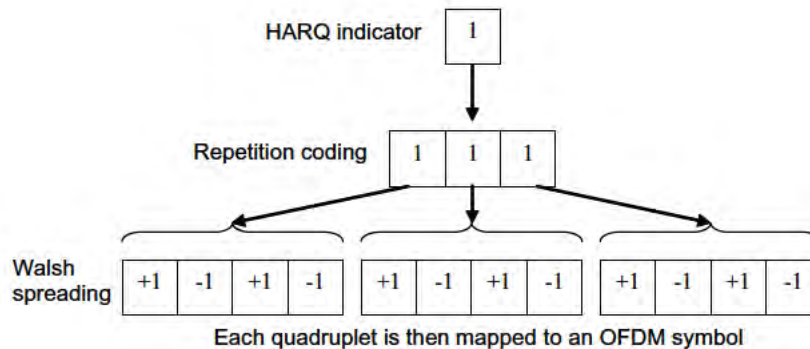 HARQ indicator 1
Repetition coding 1 1 1
Walsh spreading +1 -1 +1 -1 +1 -1 +1 -1 +1 -1 +1 -1
Each quadruplet is then mapped to an OFDM symbol